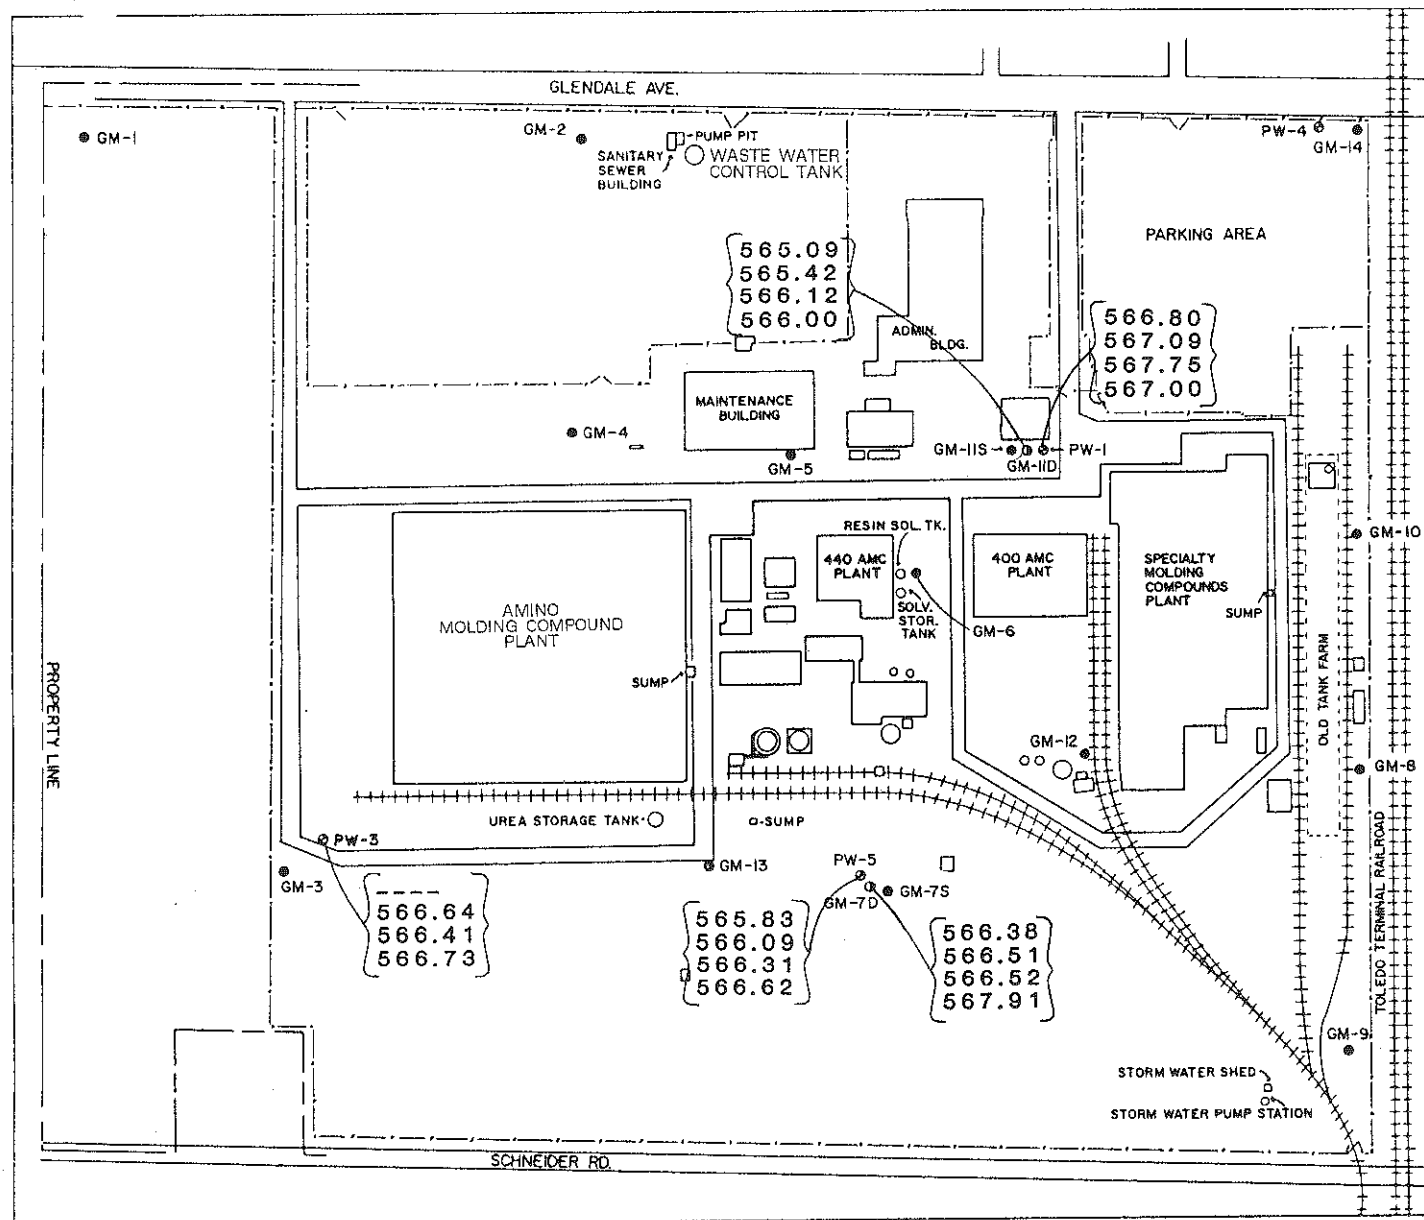 GLENDALE AVE.
GM-1
GM-2
PUMP PIT
SANITARY
SEWER
BUILDING
WASTE WATER
CONTROL TANK
PW-4
GM-14
PARKING AREA
565.09
565.42
566.12
566.00
ADMIN.
BLDG.
566.80
567.09
567.75
567.00
MAINTENANCE
BUILDING
GM-4
GM-5
GM-11S
GM-11D
PW-1
RESIN SOL. TK.
440 AMC
PLANT
SOLV.
STOR.
TANK
GM-6
400 AMC
PLANT
SPECIALTY
MOLDING
COMPOUNDS
PLANT
SUMP
GM-10
AMINO
MOLDING COMPOUND
PLANT
SUMP
PROPERTY LINE
OLD TANK FARM
GM-12
GM-8
UREA STORAGE TANK
SUMP
TOLEDO TERMINAL RAILROAD
PW-3
GM-3
GM-13
PW-5
GM-7D
GM-7S
----
566.64
566.41
566.73
565.83
566.09
566.31
566.62
566.38
566.51
566.52
567.91
GM-9
STORM WATER SHED
STORM WATER PUMP STATION
SCHNEIDER RD.